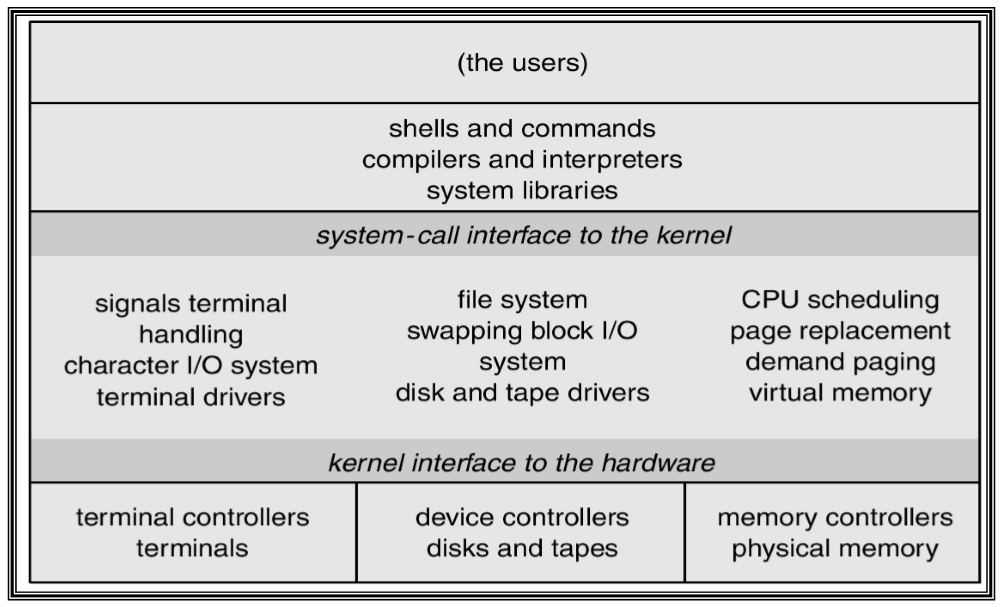 (the users)
shells and commands
compilers and interpreters
system libraries
system-call interface to the kernel
signals terminal
handling
character I/O system
terminal drivers
file system
swapping block I/O
system
disk and tape drivers
CPU scheduling
page replacement
demand paging
virtual memory
kernel interface to the hardware
terminal controllers
terminals
device controllers
disks and tapes
memory controllers
physical memory